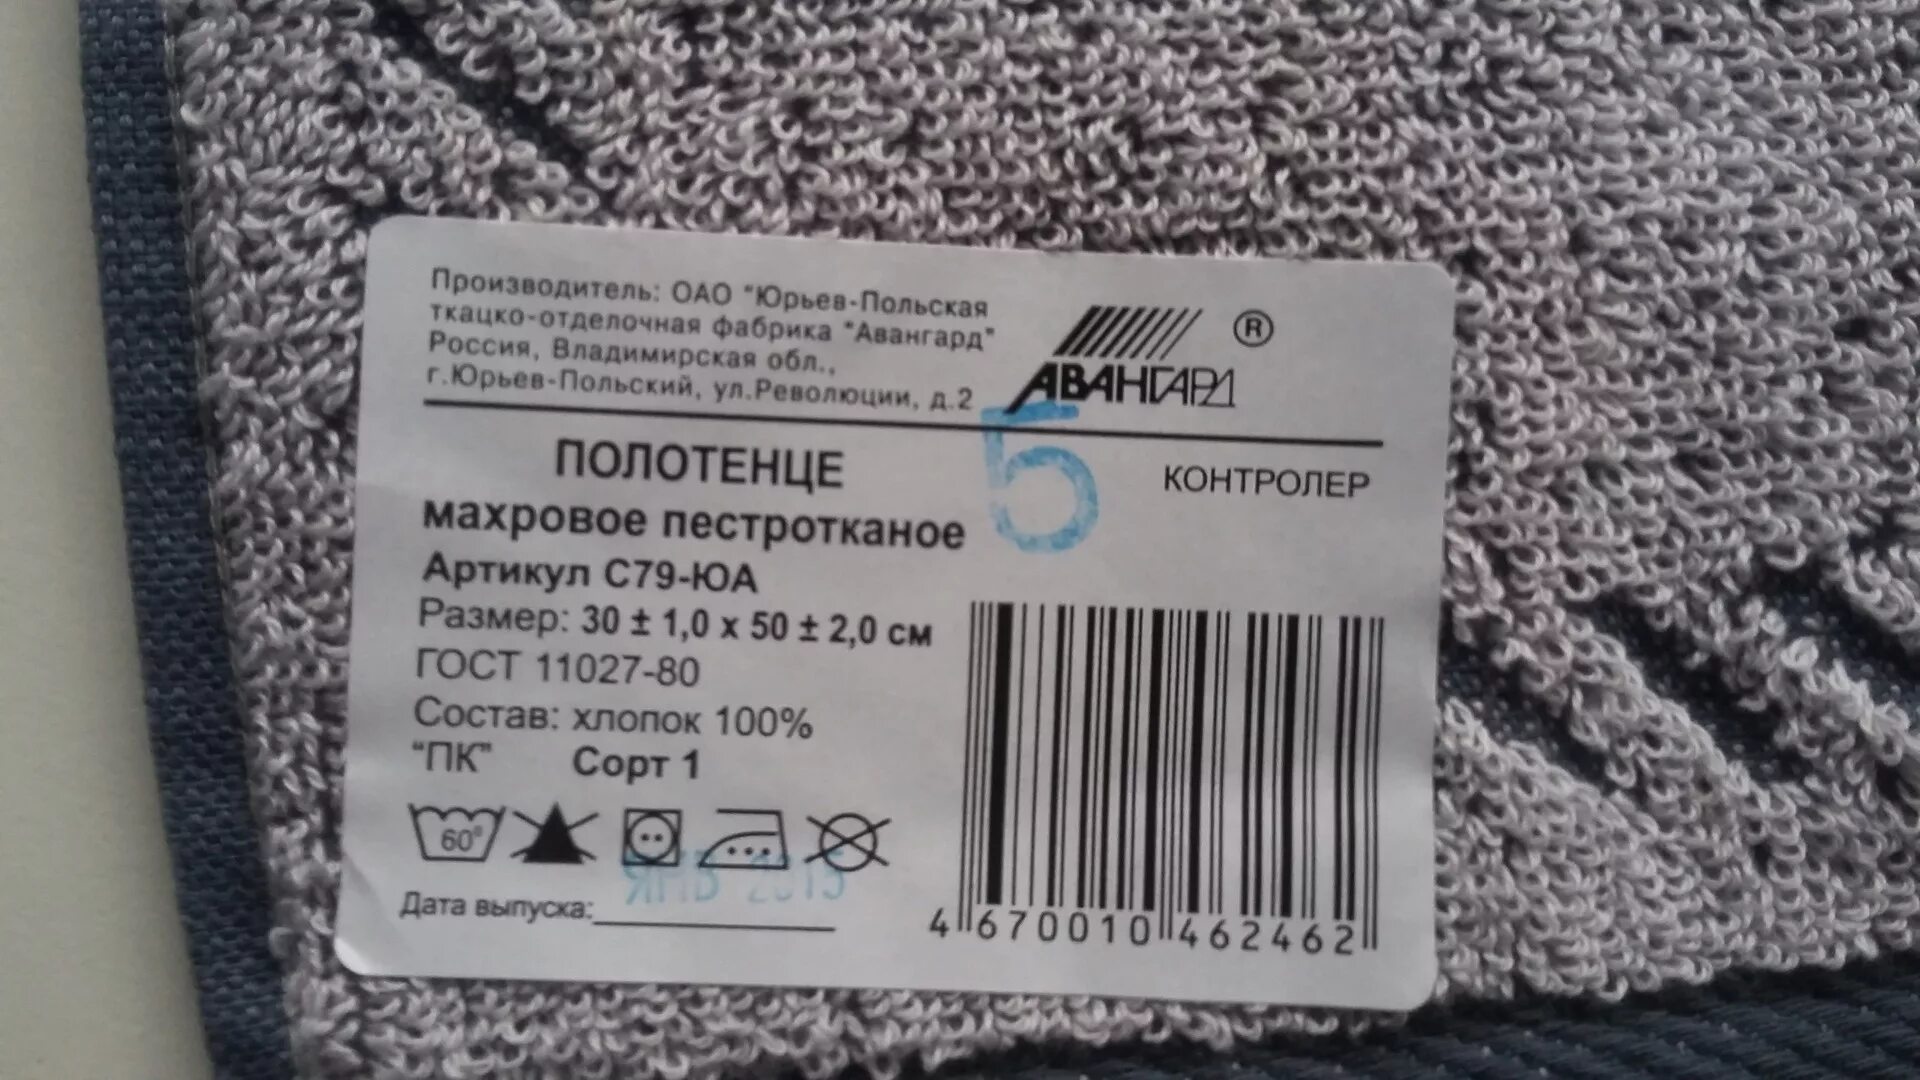 Производитель: ОАО "Юрьев-Польская
ткацко-отделочная фабрика "Авангард"
Россия, Владимирская обл.,
г.Юрьев-Польский, ул.Революции, д.2
АВАНГАРД ®
ПОЛОТЕНЦЕ
махровое пестротканое
Б
КОНТРОЛЕР
Артикул С79-ЮА
Размер: 30 ± 1,0 х 50 ± 2,0 см
ГОСТ 11027-80
Состав: хлопок 100%
"ПК" Сорт 1
60°
ЯНВ 2015
Дата выпуска:
4 670010 462462